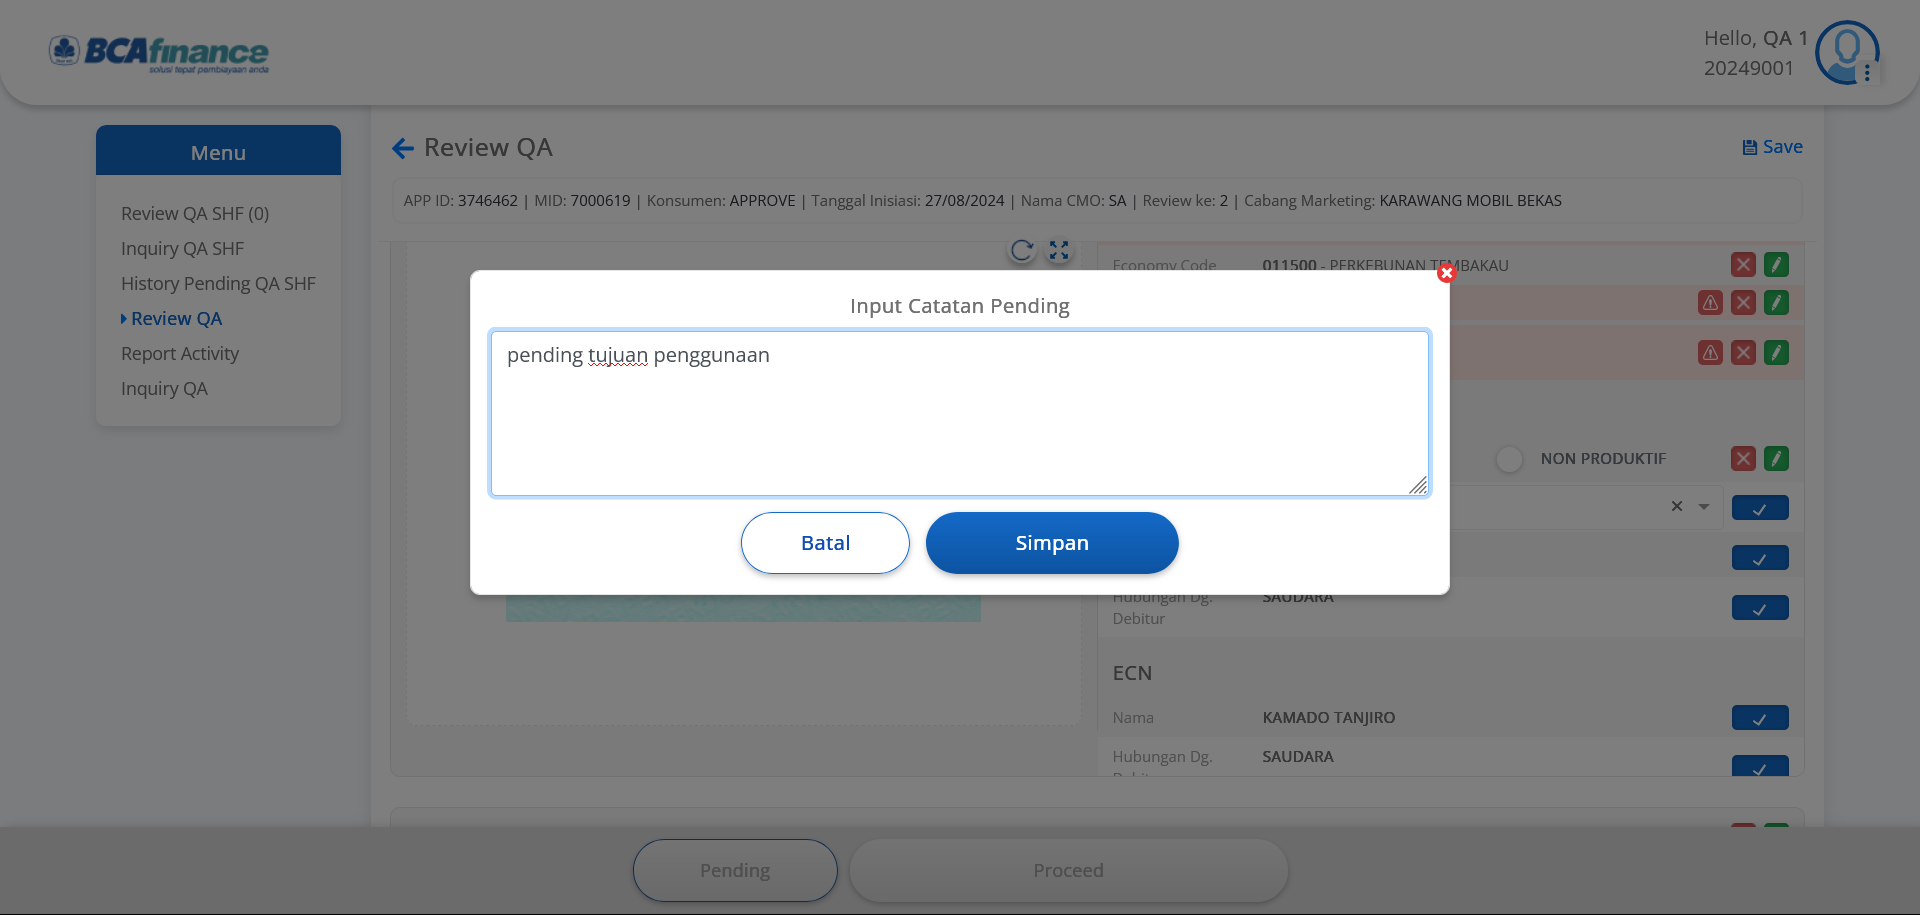 BCAfinance
solusi tepat pembiayaan anda
Hello, QA 1
20249001
Menu
Review QA SHF (0)
Inquiry QA SHF
History Pending QA SHF
Review QA
Report Activity
Inquiry QA
Review QA
Save
APP ID: 3746462 | MID: 7000619 | Konsumen: APPROVE | Tanggal Inisiasi: 27/08/2024 | Nama CMO: SA | Review ke: 2 | Cabang Marketing: KARAWANG MOBIL BEKAS
Economy Code 011500 - PERKEBUNAN TEMBAKAU
Input Catatan Pending
pending tujuan penggunaan
Batal
Simpan
NON PRODUKTIF
Hubungan Dg. Debitur SAUDARA
ECN
Nama KAMADO TANJIRO
Hubungan Dg. SAUDARA
Pending
Proceed